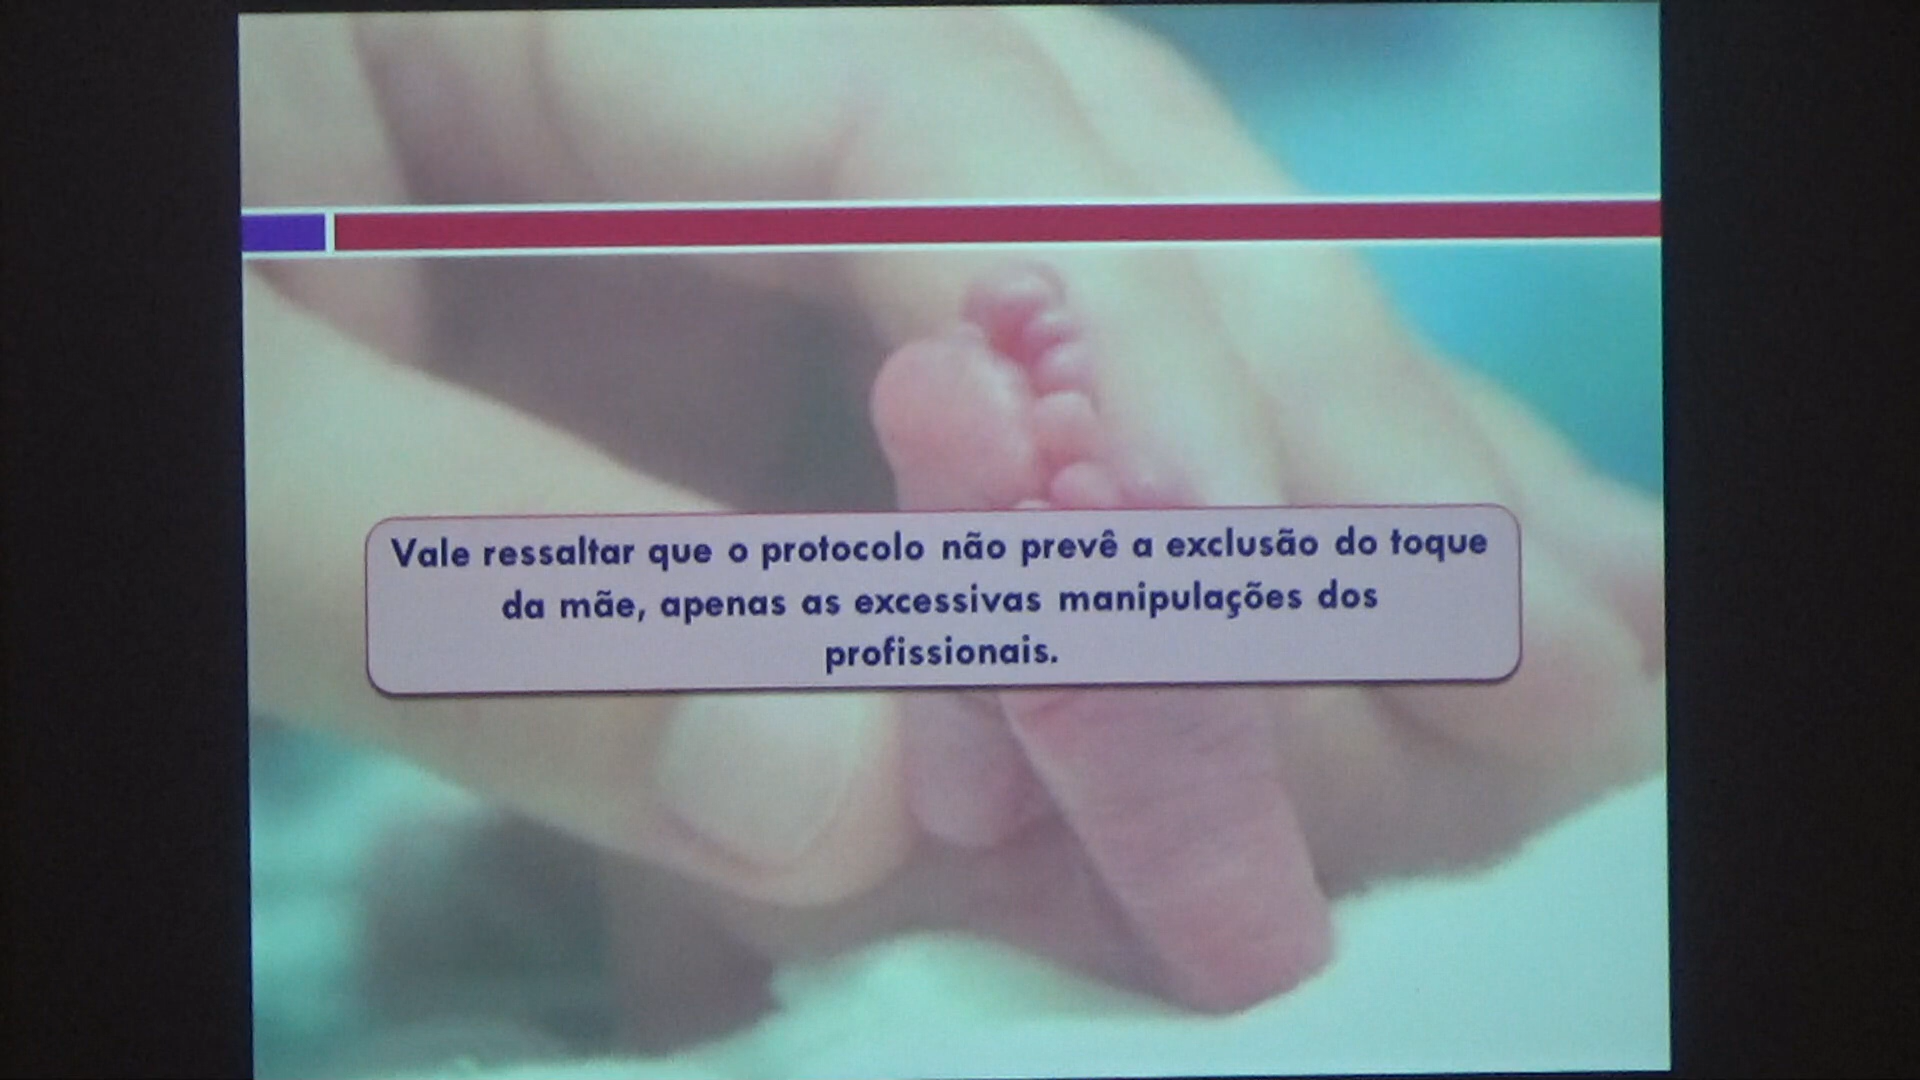 Vale ressaltar que o protocolo não prevê a exclusão do toque
da mãe, apenas as excessivas manipulações dos
profissionais.